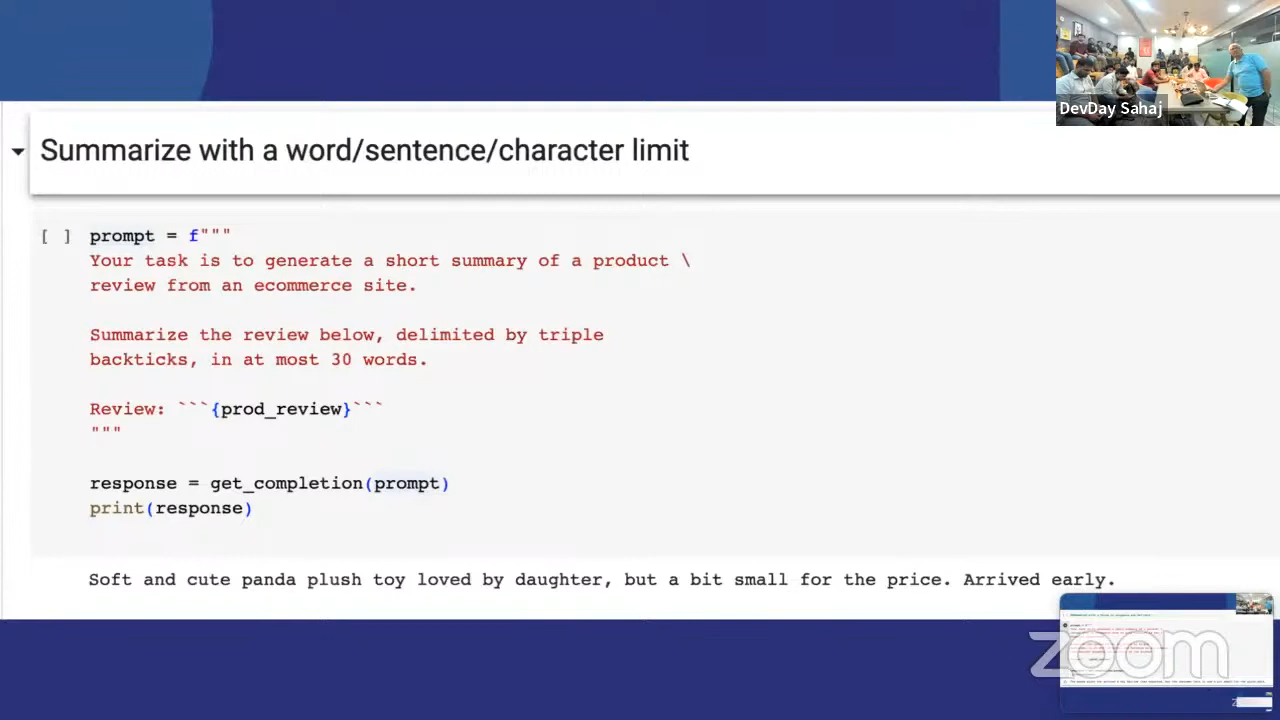 DevDay Sahaj
Summarize with a word/sentence/character limit
[ ] prompt = f"""
Your task is to generate a short summary of a product \
review from an ecommerce site.
Summarize the review below, delimited by triple
backticks, in at most 30 words.
Review: ```{prod_review}```
"""
response = get_completion(prompt)
print(response)
Soft and cute panda plush toy loved by daughter, but a bit small for the price. Arrived early.
zoom